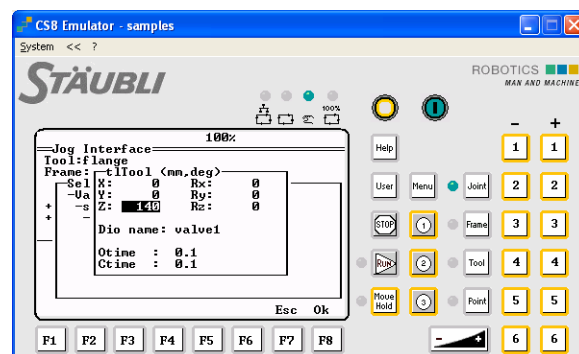 CS8 Emulator - samples
System << ?
STÄUBLI
ROBOTICS
MAN AND MACHINE
100%
- +
100%
Jog Interface
Tool:flange
Frame: tlTool (mm,deg)
Sel X: 0 Rx: 0
-Va Y: 0 Ry: 0
+ -s Z: 140 Rz: 0
+ -
Dio name: valve1
Otime : 0.1
Ctime : 0.1
Esc Ok
Help 1 1
User Menu Joint 2 2
STOP 1 Frame 3 3
RUN 2 Tool 4 4
Move Hold 3 Point 5 5
F1 F2 F3 F4 F5 F6 F7 F8 - + 6 6